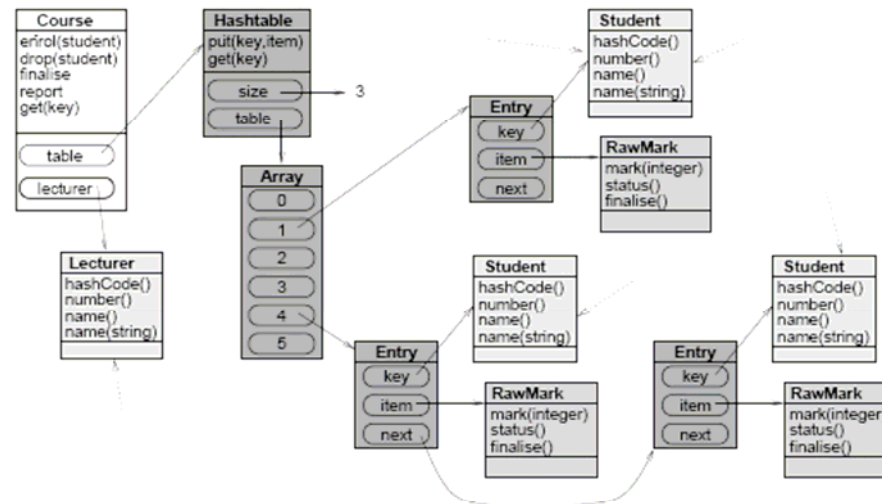 Course
enrol(student)
drop(student)
finalise
report
get(key)
table
lecturer
Hashtable
put(key,item)
get(key)
size
3
table
Array
0
1
2
3
4
5
Lecturer
hashCode()
number()
name()
name(string)
Entry
key
item
next
Student
hashCode()
number()
name()
name(string)
RawMark
mark(integer)
status()
finalise()
Entry
key
item
next
Student
hashCode()
number()
name()
name(string)
RawMark
mark(integer)
status()
finalise()
Entry
key
item
next
Student
hashCode()
number()
name()
name(string)
RawMark
mark(integer
status()
finalise()